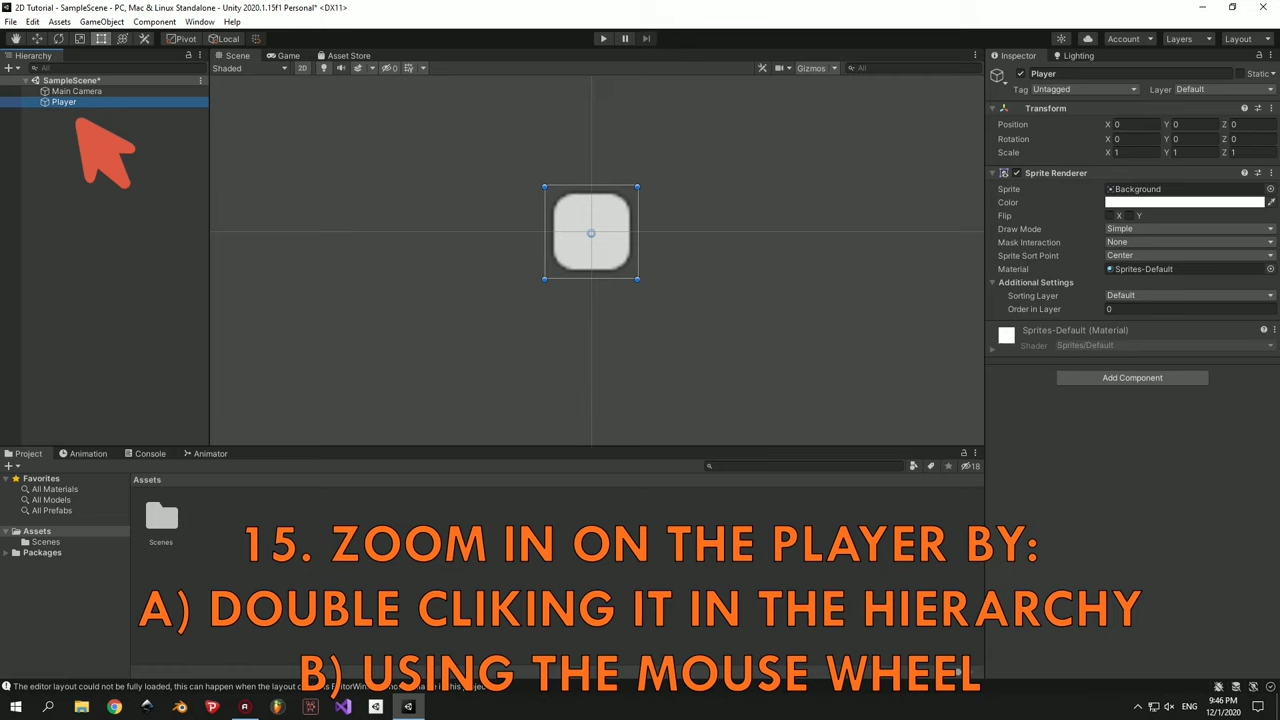 2D Tutorial - SampleScene - PC, Mac & Linux Standalone - Unity 2020.1.15f1 Personal* <DX11>
File Edit Assets GameObject Component Window Help
Pivot Local Account Layers Layout
Hierarchy
All
SampleScene*
Main Camera
Player
Scene Game Asset Store
Shaded 2D 0 Gizmos All
Inspector Lighting
Player Static
Tag Untagged Layer Default
Transform
Position X 0 Y 0 Z 0
Rotation X 0 Y 0 Z 0
Scale X 1 Y 1 Z 1
Sprite Renderer
Sprite Background
Color
Flip X Y
Draw Mode Simple
Mask Interaction None
Sprite Sort Point Center
Material Sprites-Default
Additional Settings
Sorting Layer Default
Order in Layer 0
Sprites-Default (Material)
Shader Sprites/Default
Add Component
Project Animation Console Animator
18
Favorites
All Materials
All Models
All Prefabs
Assets
Scenes
Packages
Assets
Scenes
15. ZOOM IN ON THE PLAYER BY:
A) DOUBLE CLIKING IT IN THE HIERARCHY
B) USING THE MOUSE WHEEL
The editor layout could not be fully loaded, this can happen when the layout
ENG
9:46 PM
12/1/2020